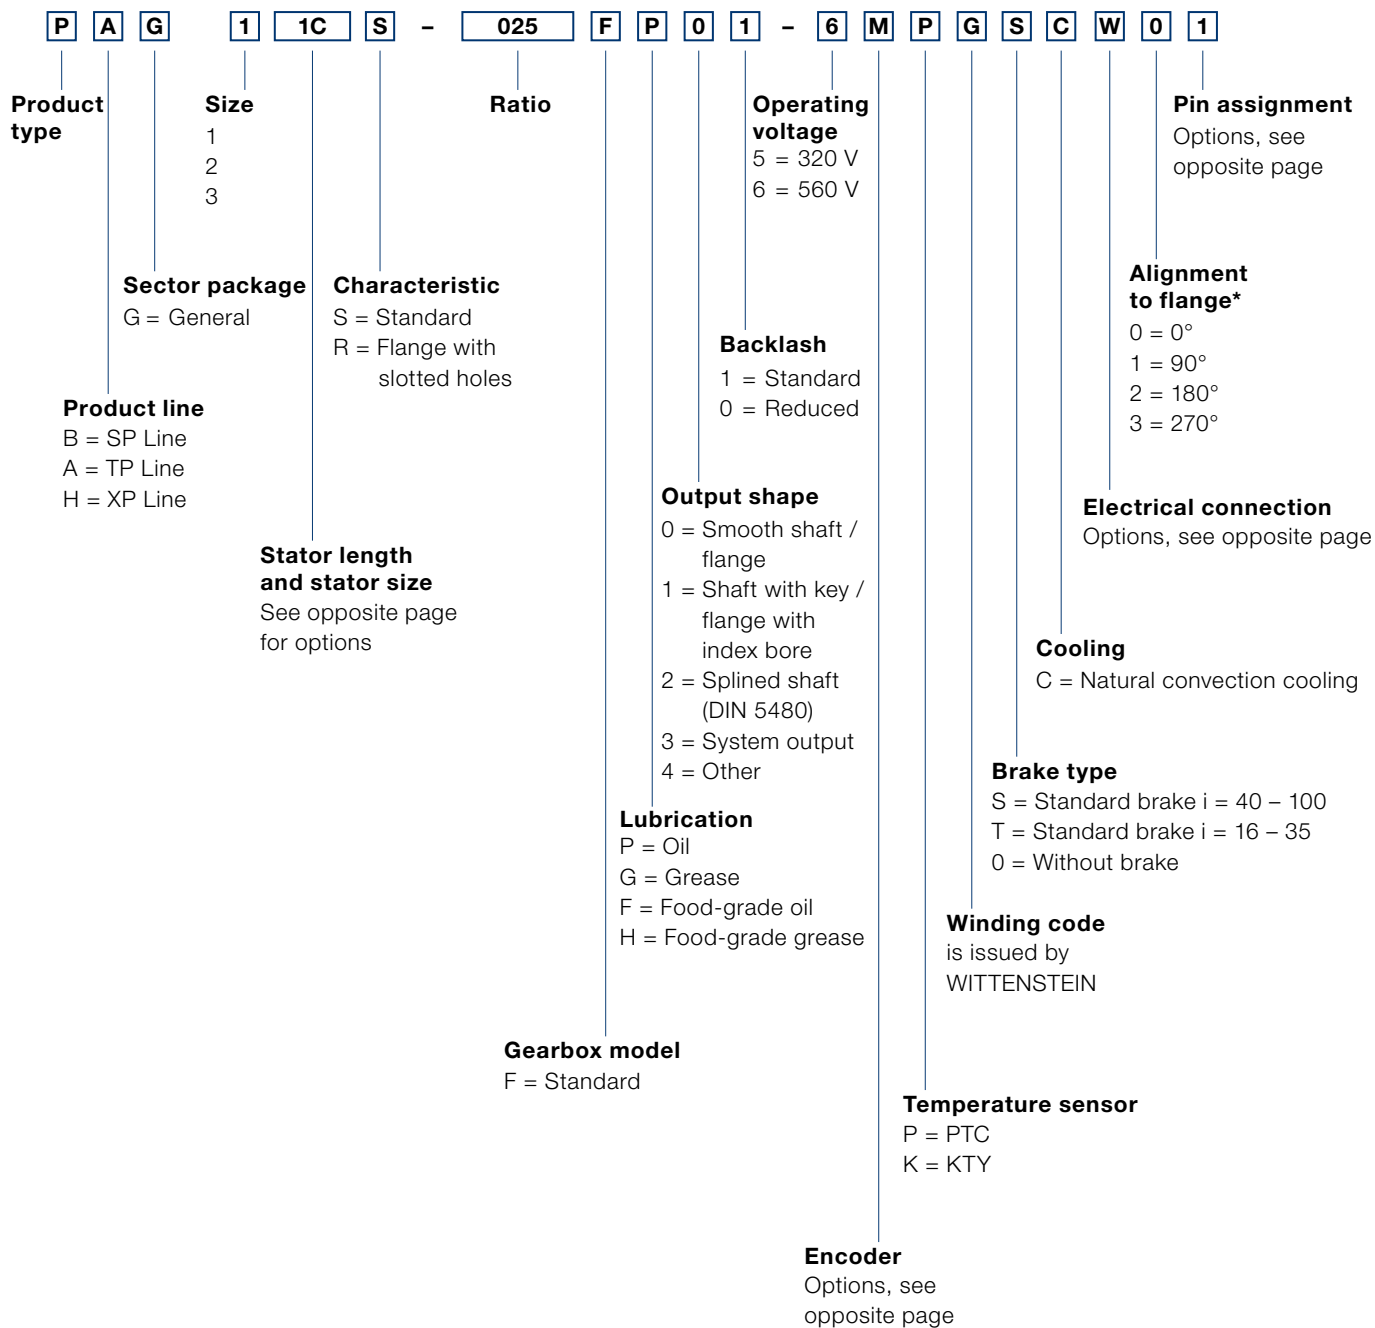 P A G 1 1C S – 025 F P 0 1 – 6 M P G S C W 0 1
Product
type
Size
1
2
3
Ratio
Operating
voltage
5 = 320 V
6 = 560 V
Pin assignment
Options, see
opposite page
Sector package
G = General
Characteristic
S = Standard
R = Flange with
slotted holes
Alignment
to flange*
0 = 0°
1 = 90°
2 = 180°
3 = 270°
Backlash
1 = Standard
0 = Reduced
Product line
B = SP Line
A = TP Line
H = XP Line
Output shape
0 = Smooth shaft /
flange
1 = Shaft with key /
flange with
index bore
2 = Splined shaft
(DIN 5480)
3 = System output
4 = Other
Electrical connection
Options, see opposite page
Stator length
and stator size
See opposite page
for options
Cooling
C = Natural convection cooling
Brake type
S = Standard brake i = 40 – 100
T = Standard brake i = 16 – 35
0 = Without brake
Lubrication
P = Oil
G = Grease
F = Food-grade oil
H = Food-grade grease
Winding code
is issued by
WITTENSTEIN
Gearbox model
F = Standard
Temperature sensor
P = PTC
K = KTY
Encoder
Options, see
opposite page